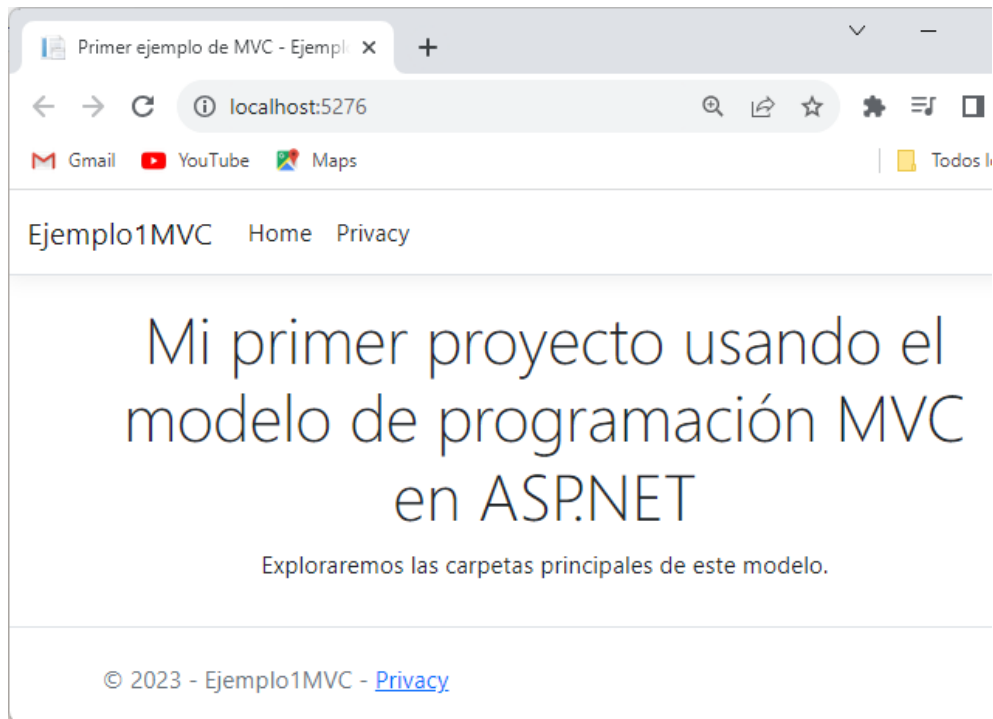 Primer ejemplo de MVC - Ejempl
localhost:5276
Gmail YouTube Maps Todos l
Ejemplo1MVC Home Privacy
Mi primer proyecto usando el
modelo de programación MVC
en ASP.NET
Exploraremos las carpetas principales de este modelo.
© 2023 - Ejemplo1MVC - Privacy